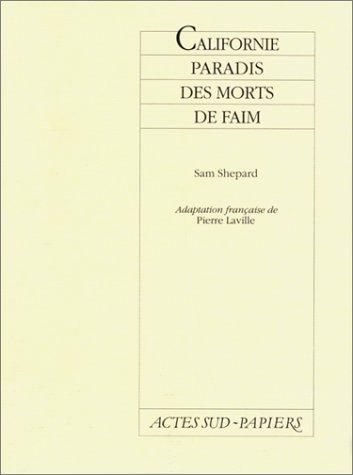 CALIFORNIE
PARADIS
DES MORTS
DE FAIM
Sam Shepard
Adaptation française de
Pierre Laville
ACTES SUD-PAPIERS